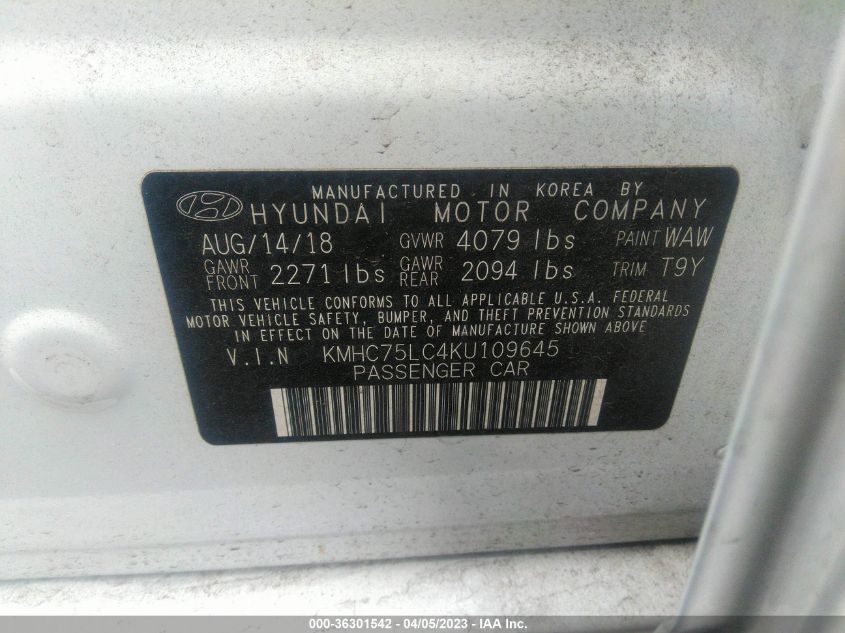 MANUFACTURED IN KOREA BY
HYUNDAI MOTOR COMPANY
AUG/14/18 GVWR 4079 lbs PAINT WAW
GAWR FRONT 2271 lbs GAWR REAR 2094 lbs TRIM T9Y
THIS VEHICLE CONFORMS TO ALL APPLICABLE U.S.A. FEDERAL
MOTOR VEHICLE SAFETY, BUMPER, AND THEFT PREVENTION STANDARDS
IN EFFECT ON THE DATE OF MANUFACTURE SHOWN ABOVE
V.I.N KMHC75LC4KU109645
PASSENGER CAR
000-36301542 - 04/05/2023 - IAA Inc.